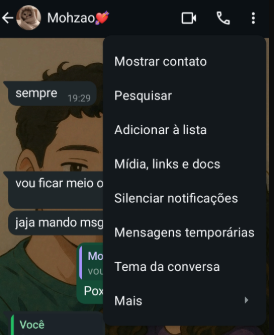 Mohzao💕
Mostrar contato
Pesquisar
sempre
19:29
Adicionar à lista
Mídia, links e docs
vou ficar meio o
Silenciar notificações
jaja mando msg
Mensagens temporárias
Mo
vou
Tema da conversa
Pox
Mais
Você